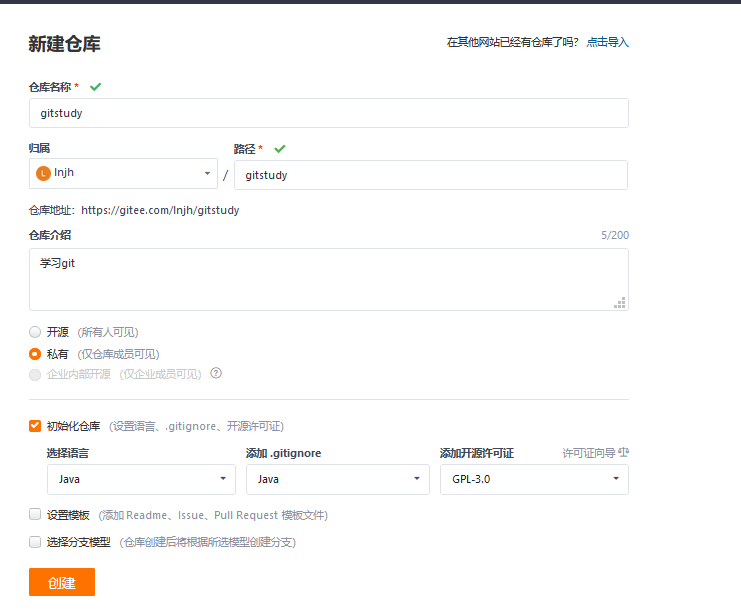 新建仓库
在其他网站已经有仓库了吗？ 点击导入
仓库名称 *
gitstudy
归属
路径 *
L lnjh
/
gitstudy
仓库地址：https://gitee.com/lnjh/gitstudy
仓库介绍
5/200
学习git
开源 (所有人可见)
私有 (仅仓库成员可见)
企业内部开源 (仅企业成员可见) ?
初始化仓库 (设置语言、.gitignore、开源许可证)
选择语言
添加 .gitignore
添加开源许可证
许可证向导
Java
Java
GPL-3.0
设置模板 (添加 Readme、Issue、Pull Request 模板文件)
选择分支模型 (仓库创建后将根据所选模型创建分支)
创建